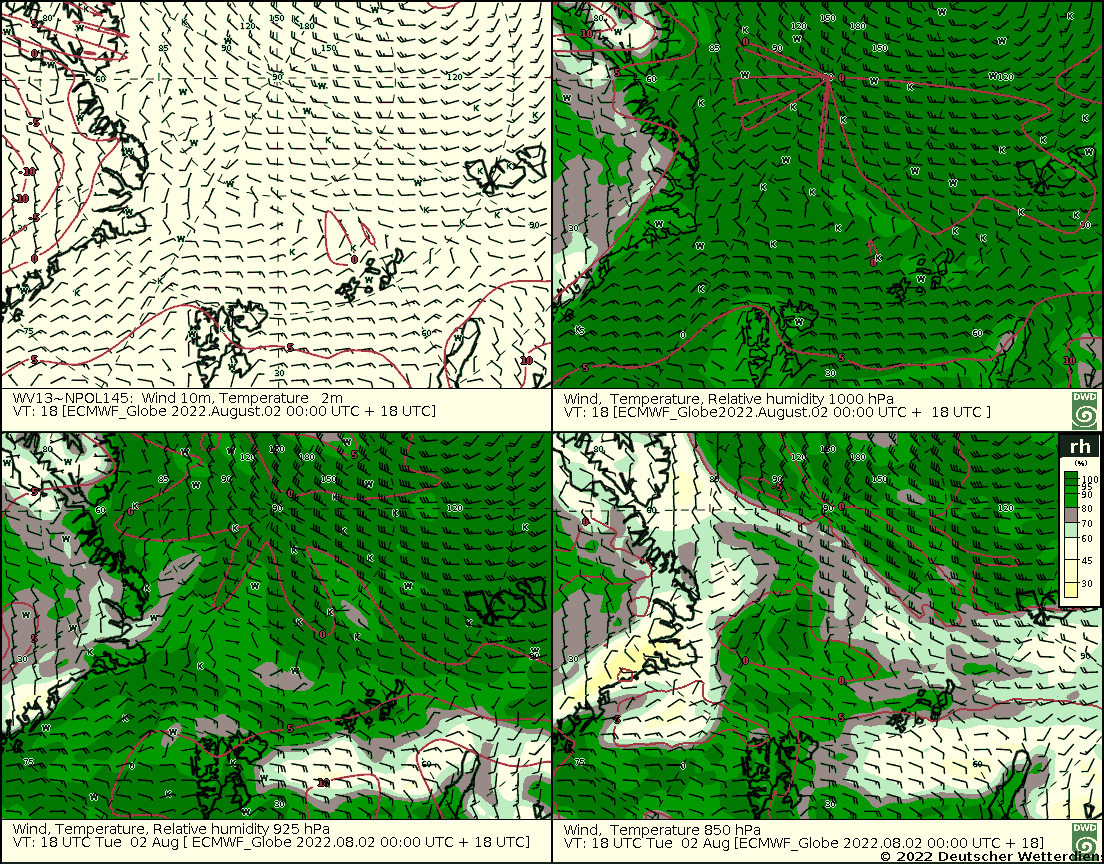 WV13~NPOL145: Wind 10m, Temperature 2m
VT: 18 [ECMWF_Globe 2022.August.02 00:00 UTC + 18 UTC]
Wind, Temperature, Relative humidity 1000 hPa
VT: 18 [ECMWF_Globe2022.August.02 00:00 UTC + 18 UTC ]
DWD
rh
(%)
100
95
90
80
70
60
45
30
Wind, Temperature, Relative humidity 925 hPa
VT: 18 UTC Tue 02 Aug [ ECMWF_Globe 2022.08.02 00:00 UTC + 18 UTC]
Wind, Temperature 850 hPa
VT: 18 UTC Tue 02 Aug [ECMWF_Globe 2022.08.02 00:00 UTC + 18]
DWD
© 2022 Deutscher Wetterdien